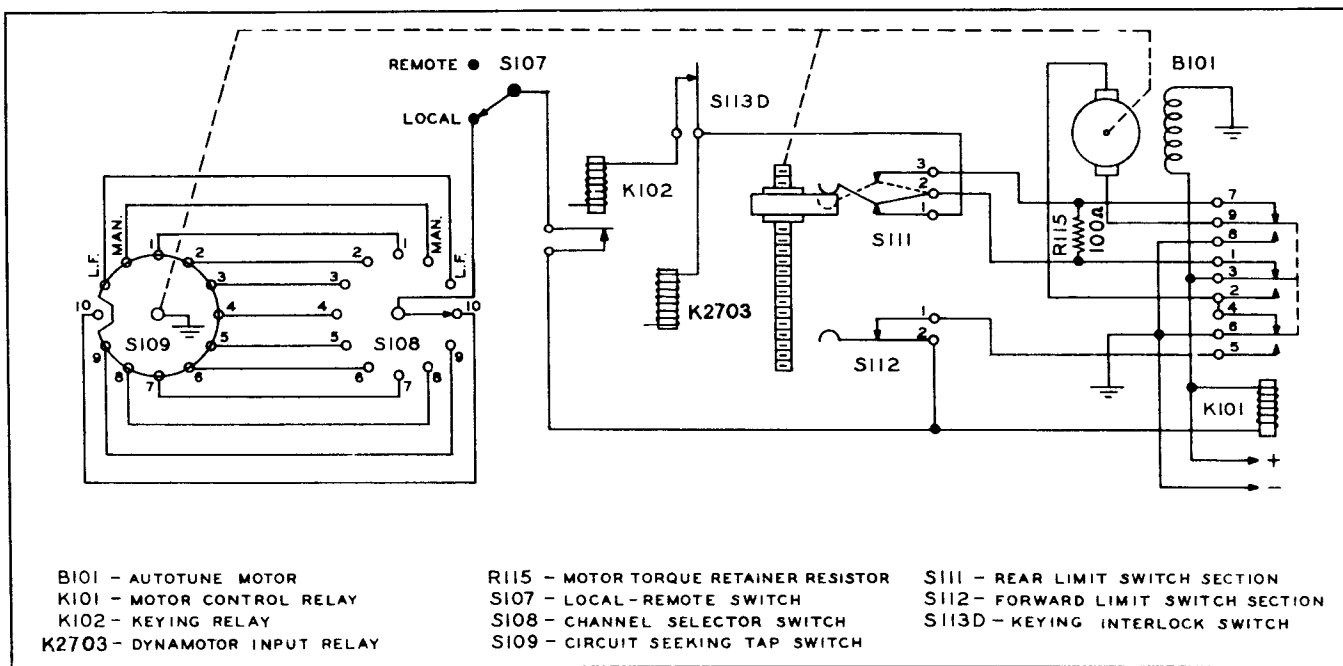 REMOTE S107
LOCAL
B101
S113D
K102
K2703
S111
3
2
1
R115
100Ω
7
9
8
1
3
2
4
6
5
K101
+
−
S112
1
2
L.F.
MAN.
1
2
3
4
5
6
7
8
9
10
S109
1
2
3
4
5
6
7
8
9
10
MAN.
L.F.
S108
B101 – AUTOTUNE MOTOR
K101 – MOTOR CONTROL RELAY
K102 – KEYING RELAY
K2703 – DYNAMOTOR INPUT RELAY
R115 – MOTOR TORQUE RETAINER RESISTOR
S107 – LOCAL-REMOTE SWITCH
S108 – CHANNEL SELECTOR SWITCH
S109 – CIRCUIT SEEKING TAP SWITCH
S111 – REAR LIMIT SWITCH SECTION
S112– FORWARD LIMIT SWITCH SECTION
S113D – KEYING INTERLOCK SWITCH